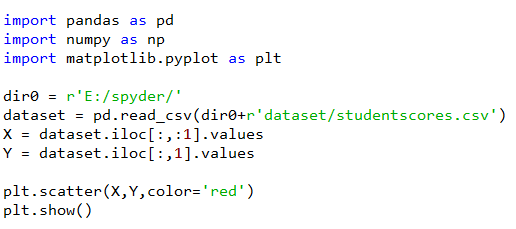 import pandas as pd
import numpy as np
import matplotlib.pyplot as plt
dir0 = r'E:/spyder/'
dataset = pd.read_csv(dir0+r'dataset/studentscores.csv')
X = dataset.iloc[:,:1].values
Y = dataset.iloc[:,1].values
plt.scatter(X,Y,color='red')
plt.show()